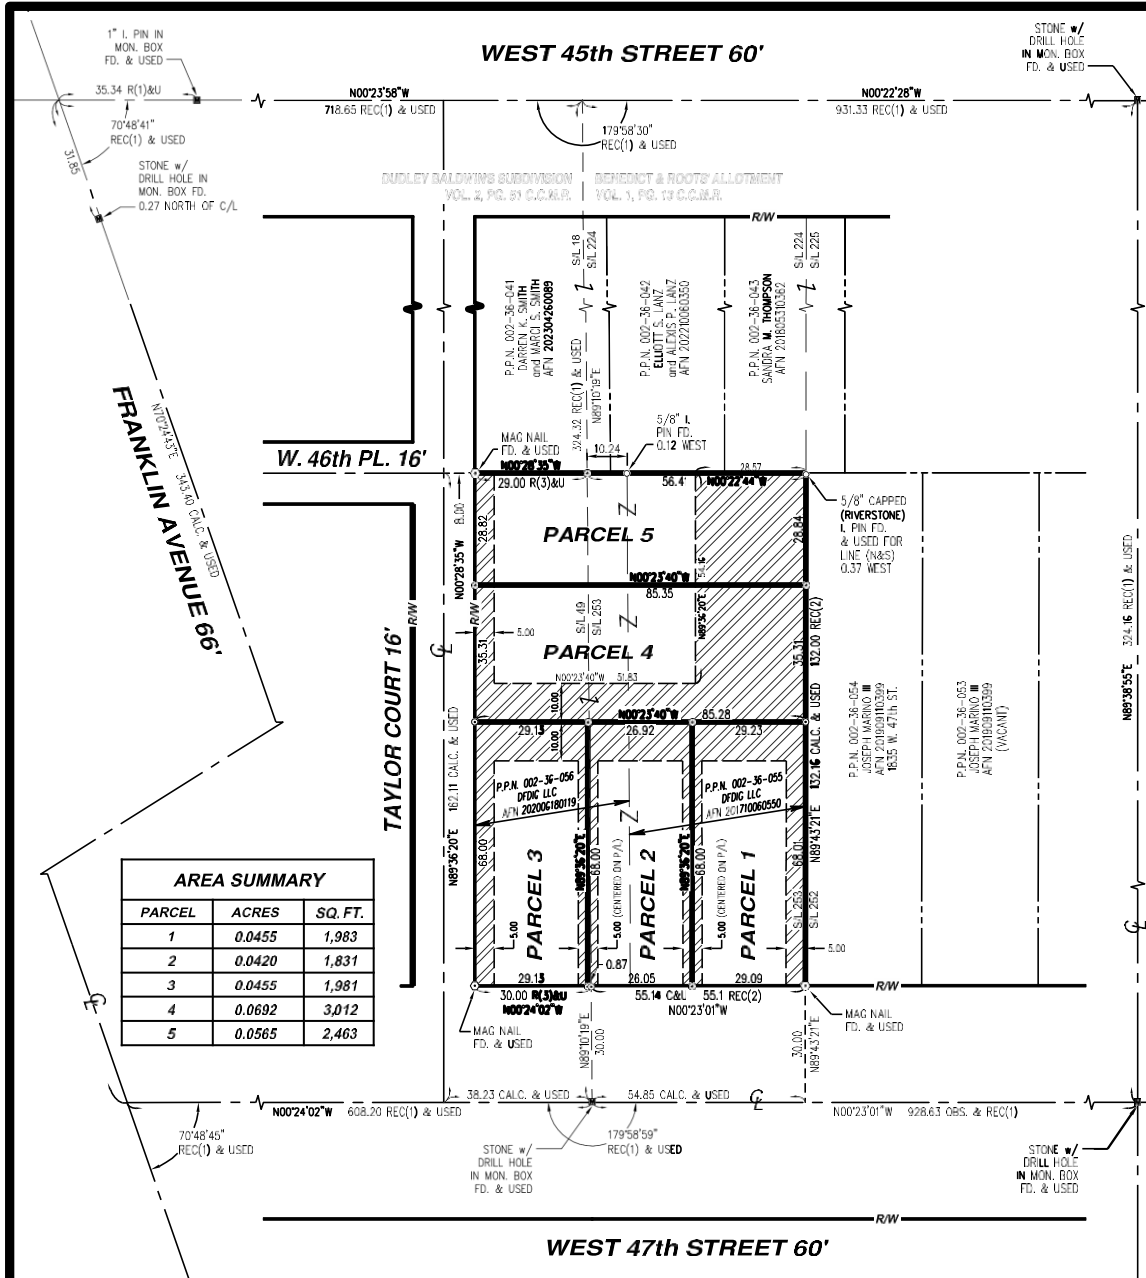 WEST 45th STREET 60'
1" I. PIN IN
MON. BOX
FD. & USED
35.34 R(1)&U
70°48'41"
REC(1) & USED
31.85
STONE w/
DRILL HOLE IN
MON. BOX FD.
0.27 NORTH OF C/L
N00°23'58"W
718.65 REC(1) & USED
179°58'30"
REC(1) & USED
N00°22'28"W
931.33 REC(1) & USED
STONE w/
DRILL HOLE
IN MON. BOX
FD. & USED
DUDLEY BALDWINS SUBDIVISION
VOL. 2, PG. 51 C.C.M.R.
BENEDICT & ROOTS' ALLOTMENT
VOL. 1, PG. 13 C.C.M.R.
R/W
S/L 18
S/L 224
S/L 224
S/L 225
P.P.N. 002-36-041
DARREN K. SMITH
and MARCI S. SMITH
AFN 202304260089
P.P.N. 002-36-042
ELLIOTT S. LANZ
and ALEXIS P. LANZ
AFN 202210060350
P.P.N. 002-36-043
SANDRA M. THOMPSON
AFN 201805310362
324.32 REC(1) & USED
N89°10'19"E
FRANKLIN AVENUE 66'
N70°24'43"E 343.40 CALC. & USED
W. 46th PL. 16'
MAG NAIL
FD. & USED
10.24
5/8" I.
PIN FD.
0.12 WEST
N00°28'35"W
29.00 R(3)&U
56.4'
28.57
N00°22'44"W
5/8" CAPPED
(RIVERSTONE)
I. PIN FD.
& USED FOR
LINE (N&S)
0.37 WEST
8.00
28.82
PARCEL 5
28.84
N00°28'35"W
N00°23'40"W
85.35
54.16
N89°36'20"E
R/W
R/W
S/L 49
S/L 253
5.00
35.31
PARCEL 4
35.31
132.00 REC(2)
N00°23'40"W 51.83
10.00
10.00
N00°23'40"W
85.28
29.13
26.92
29.23
TAYLOR COURT 16'
N89°36'20"E 162.11 CALC. & USED
N89°43'21"E 132.16 CALC. & USED
P.P.N. 002-36-054
JOSEPH MARINO III
AFN 201909110399
1835 W. 47th ST.
P.P.N. 002-36-053
JOSEPH MARINO III
AFN 201909110399
(VACANT)
N89°38'55"E 324.16 REC(1) & USED
P.P.N. 002-36-056
DFDIG LLC
AFN 202006180119
P.P.N. 002-36-055
DFDIG LLC
AFN 201710060550
68.00
N89°36'20"E
68.00
N89°36'20"E
68.00
68.01
PARCEL 3
PARCEL 2
PARCEL 1
5.00
5.00 (CENTERED ON P/L)
5.00 (CENTERED ON P/L)
S/L 253
S/L 252
5.00
0.87
AREA SUMMARY
PARCEL ACRES SQ. FT.
1 0.0455 1,983
2 0.0420 1,831
3 0.0455 1,981
4 0.0692 3,012
5 0.0565 2,463
29.13
26.05
29.09
30.00 R(3)&U
N00°24'02"W
55.14 C&U 55.1 REC(2)
N00°23'01"W
R/W
MAG NAIL
FD. & USED
MAG NAIL
FD. & USED
N89°10'19"E
30.00
30.00
N89°43'21"E
38.23 CALC. & USED
54.85 CALC. & USED
N00°24'02"W 608.20 REC(1) & USED
N00°23'01"W 928.63 OBS. & REC(1)
70°48'45"
REC(1) & USED
179°58'59"
REC(1) & USED
STONE w/
DRILL HOLE
IN MON. BOX
FD. & USED
STONE w/
DRILL HOLE
IN MON. BOX
FD. & USED
R/W
WEST 47th STREET 60'